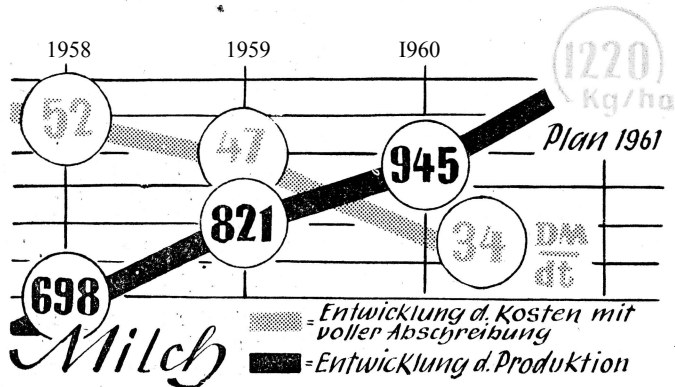 1958 1959 I960
1220
Kg/ha
Plan 1961
52
47
945
821
34 DM
dt
698
Milch
= Entwicklung d. Kosten mit
voller Abschreibung
= Entwicklung d. Produktion